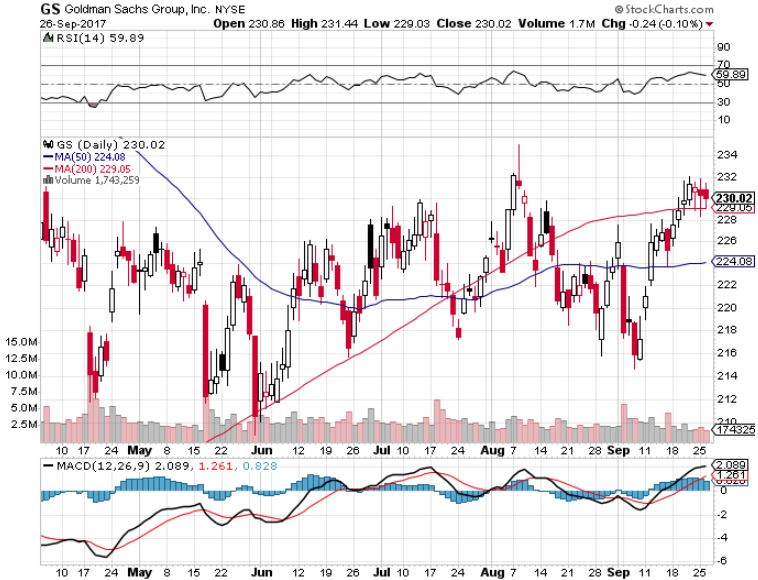 GS Goldman Sachs Group, Inc. NYSE © StockCharts.com
26-Sep-2017 Open 230.86 High 231.44 Low 229.03 Close 230.02 Volume 1.7M Chg -0.24 (-0.10%)
RSI(14) 59.89
90
70
59.89
50
30
10
GS (Daily) 230.02
MA(50) 224.08
MA(200) 229.05
Volume 1,743,259
234
232
230.02
229.05
228
226
224.08
222
220
218
216
214
212
210
15.0M
12.5M
10.0M
7.5M
5.0M
2.5M
174325
10 17 24 May 8 15 22 Jun 12 19 26 Jul 10 17 24 Aug 7 14 21 28 Sep 11 18 25
MACD(12,26,9) 2.089, 1.261, 0.828
2.089
1.261
0.828
0
-2
-4
-6
10 17 24 May 8 15 22 Jun 12 19 26 Jul 10 17 24 Aug 7 14 21 28 Sep 11 18 25